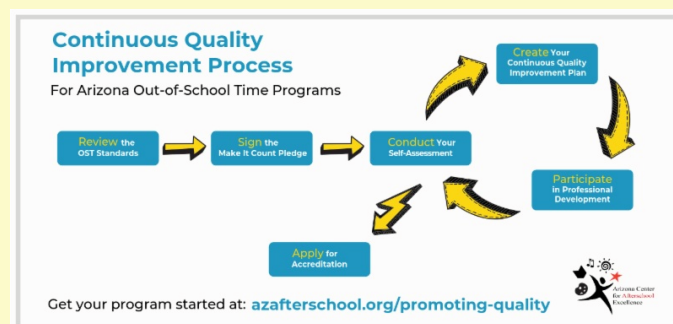 Continuous Quality
Improvement Process
For Arizona Out-of-School Time Programs
Create Your
Continuous Quality
Improvement Plan
Review the
OST Standards
Sign the
Make It Count Pledge
Conduct Your
Self-Assessment
Participate
in Professional
Development
Apply for
Accreditation
Get your program started at: azafterschool.org/promoting-quality
Arizona Center
for Afterschool
Excellence